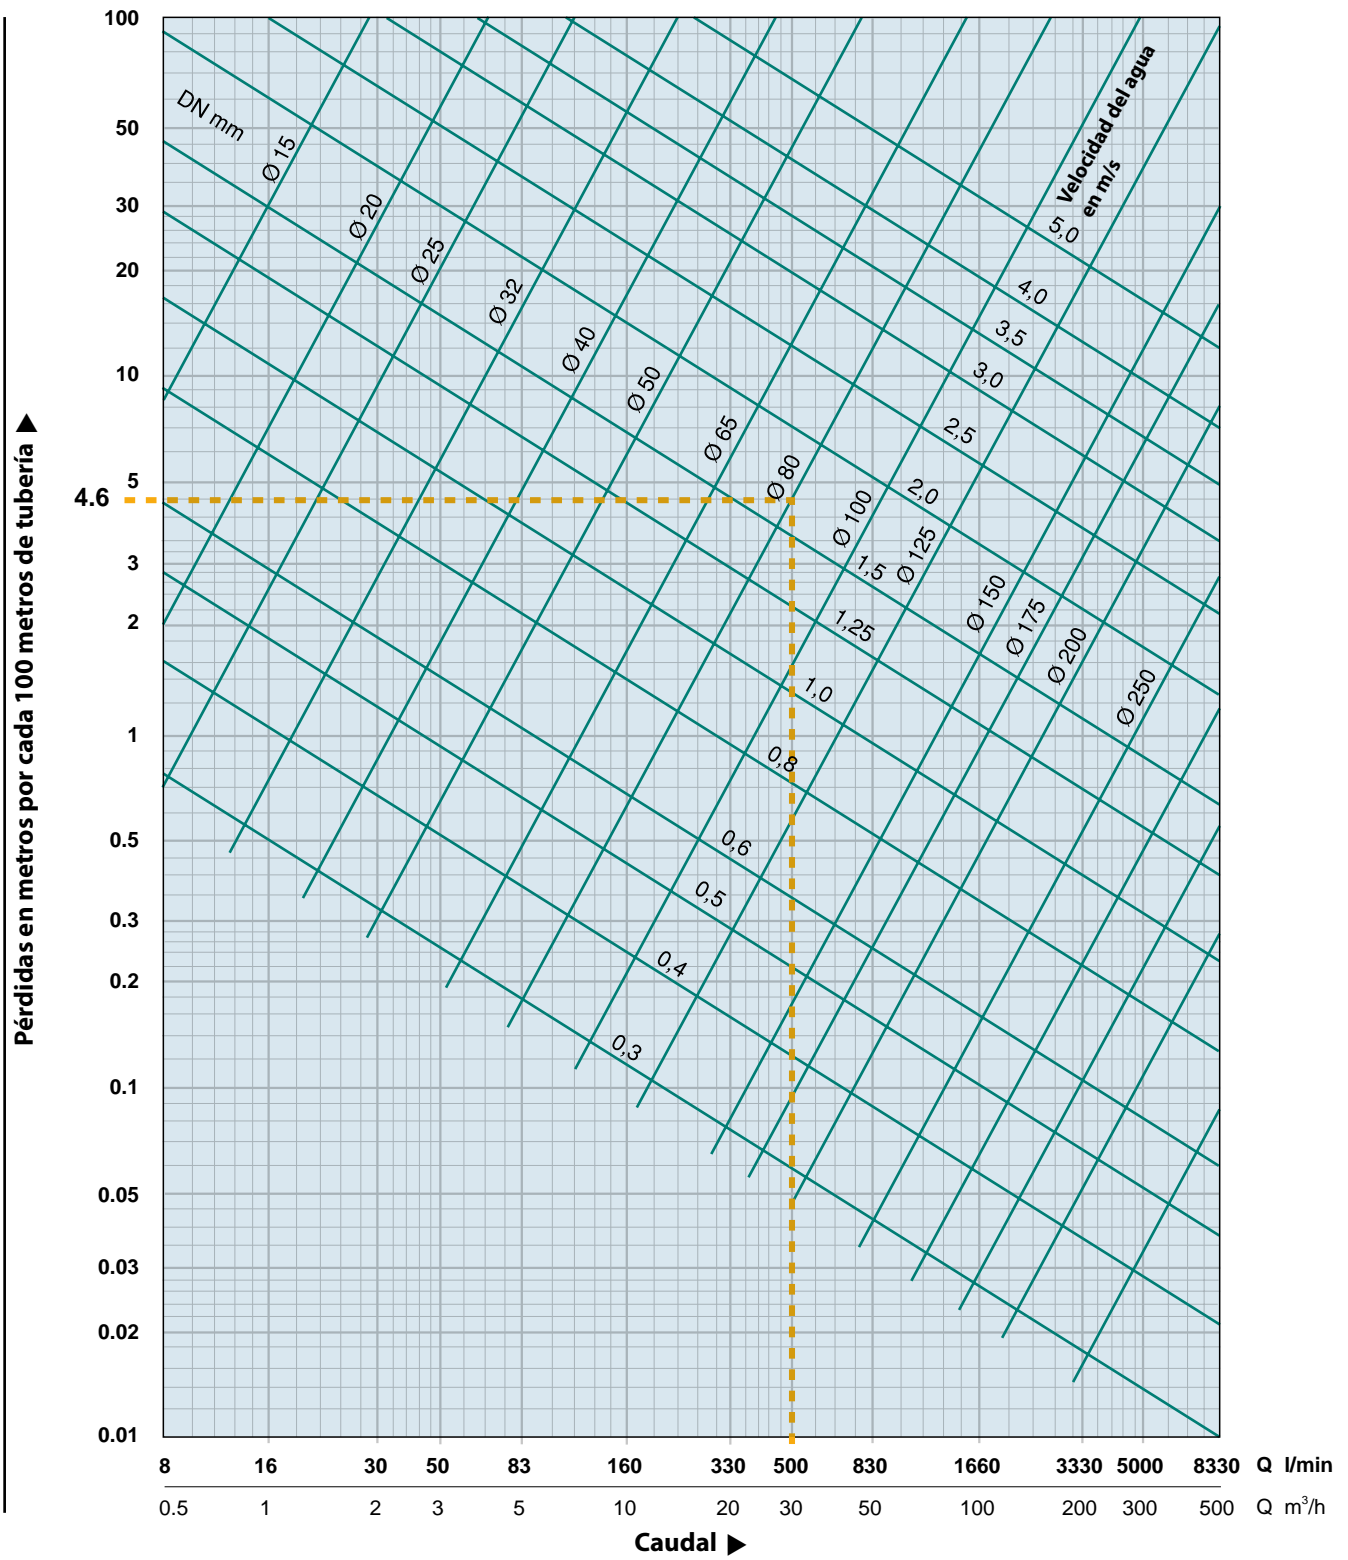 100
50
30
20
10
5
4.6
3
2
1
0.5
0.3
0.2
0.1
0.05
0.03
0.02
0.01
Pérdidas en metros por cada 100 metros de tubería ▶
DN mm
Ø 15
Ø 20
Ø 25
Ø 32
Ø 40
Ø 50
Ø 65
Ø 80
Ø 100
Ø 125
Ø 150
Ø 175
Ø 200
Ø 250
Velocidad del agua
en m/s
5,0
4,0
3,5
3,0
2,5
2,0
1,5
1,25
1,0
0,8
0,6
0,5
0,4
0,3
8 16 30 50 83 160 330 500 830 1660 3330 5000 8330 Q l/min
0.5 1 2 3 5 10 20 30 50 100 200 300 500 Q m³/h
Caudal ▶